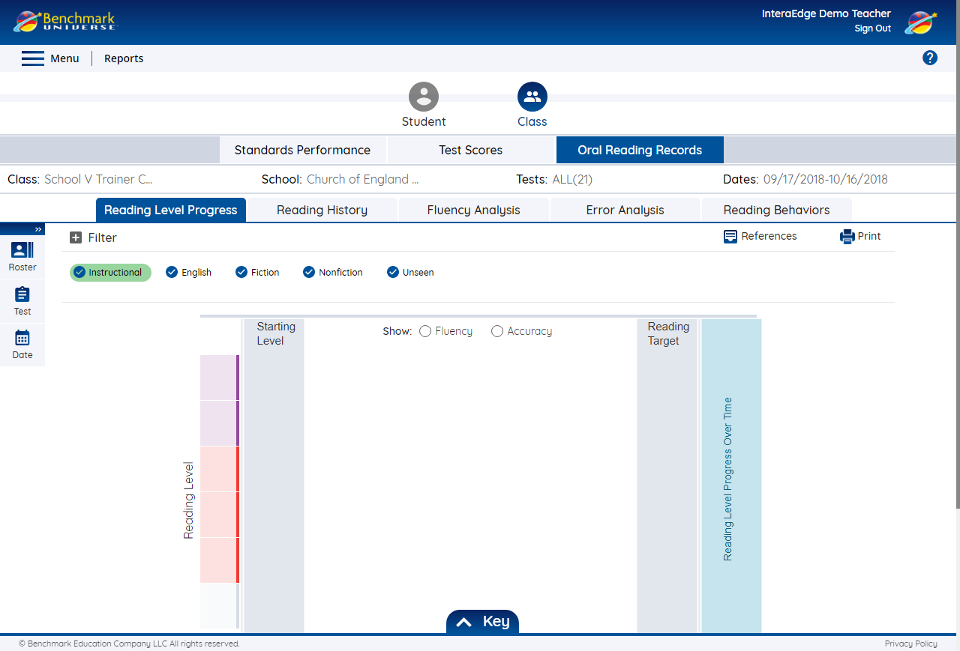 Benchmark
UNIVERSE
InteraEdge Demo Teacher
Sign Out
Menu | Reports
?
Student
Class
Standards Performance
Test Scores
Oral Reading Records
Class: School V Trainer C...
School: Church of England ...
Tests: ALL(21)
Dates: 09/17/2018-10/16/2018
Reading Level Progress
Reading History
Fluency Analysis
Error Analysis
Reading Behaviors
»
Roster
Test
Date
Filter
References
Print
Instructional
English
Fiction
Nonfiction
Unseen
Starting
Level
Show: Fluency Accuracy
Reading
Target
Reading Level
Reading Level Progress Over Time
Key
© Benchmark Education Company LLC All rights reserved.
Privacy Policy